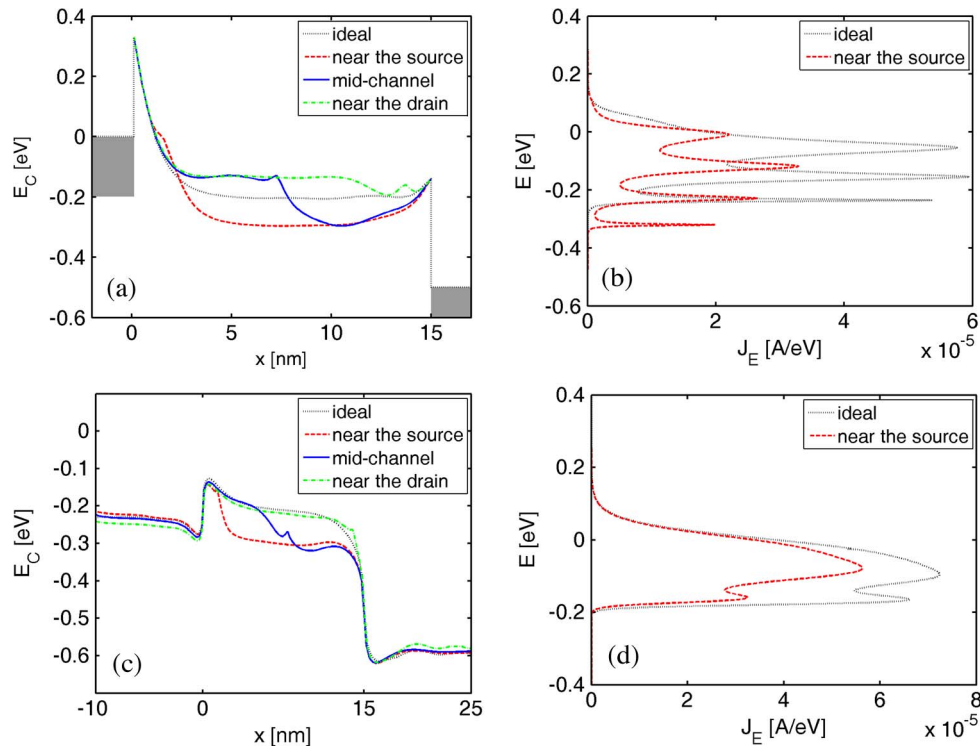 0.4
0.2
0
-0.2
-0.4
-0.6
E_C [eV]
ideal
near the source
mid-channel
near the drain
(a)
0 5 10 15
x [nm]
0.4
0.2
0
-0.2
-0.4
-0.6
E [eV]
ideal
near the source
(b)
0 2 4 6
J_E [A/eV]
x 10^-5
0
-0.1
-0.2
-0.3
-0.4
-0.5
-0.6
E_C [eV]
ideal
near the source
mid-channel
near the drain
(c)
-10 0 15 25
x [nm]
0.4
0.2
0
-0.2
-0.4
E [eV]
ideal
near the source
(d)
0 2 4 6 8
J_E [A/eV]
x 10^-5